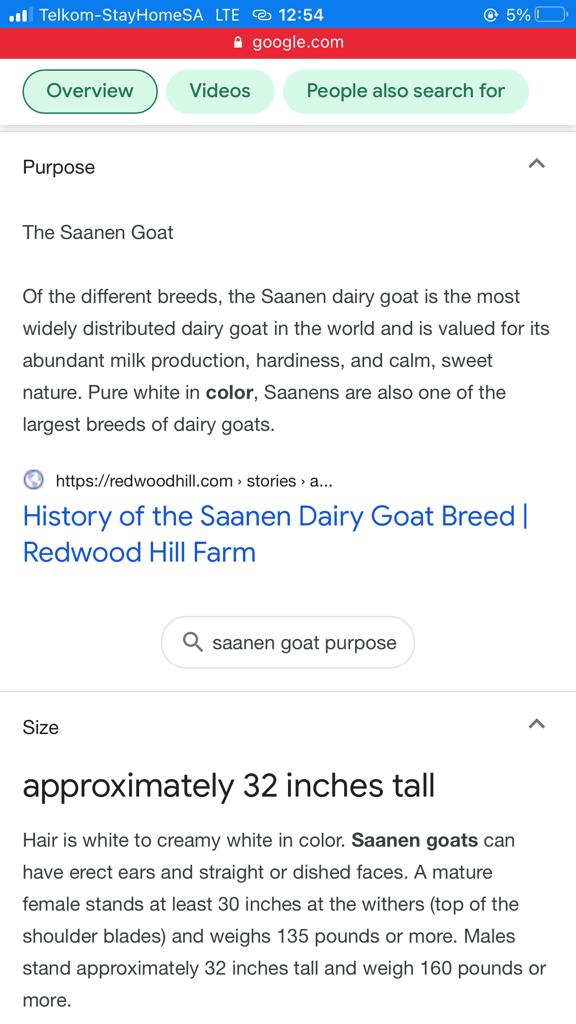 Telkom-StayHomeSA LTE 12:54 5%
google.com
Overview Videos People also search for
Purpose
The Saanen Goat
Of the different breeds, the Saanen dairy goat is the most
widely distributed dairy goat in the world and is valued for its
abundant milk production, hardiness, and calm, sweet
nature. Pure white in color, Saanens are also one of the
largest breeds of dairy goats.
https://redwoodhill.com › stories › a...
History of the Saanen Dairy Goat Breed |
Redwood Hill Farm
saanen goat purpose
Size
approximately 32 inches tall
Hair is white to creamy white in color. Saanen goats can
have erect ears and straight or dished faces. A mature
female stands at least 30 inches at the withers (top of the
shoulder blades) and weighs 135 pounds or more. Males
stand approximately 32 inches tall and weigh 160 pounds or
more.